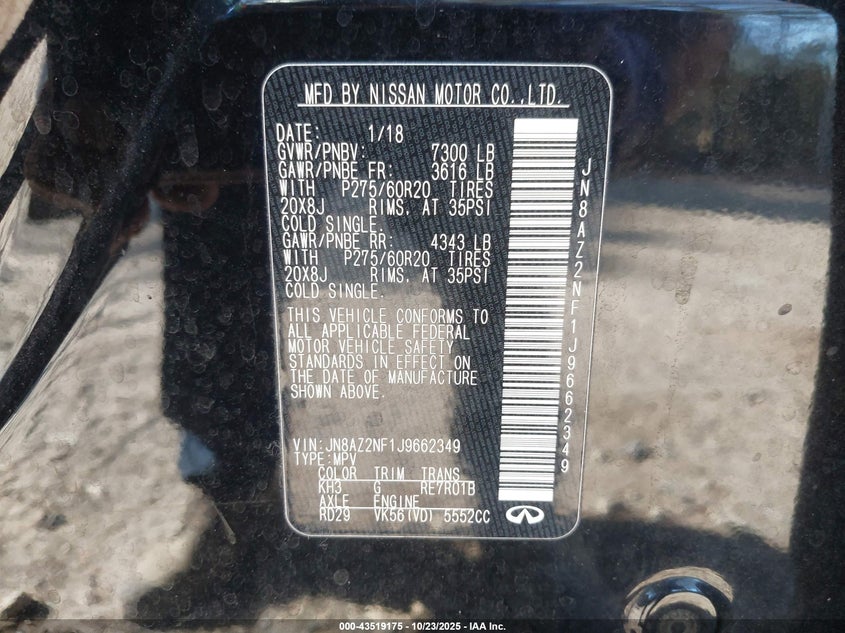 MFD BY NISSAN MOTOR CO.,LTD.
DATE: 1/18
GVWR/PNBV: 7300 LB
GAWR/PNBE FR: 3616 LB
WITH P275/60R20 TIRES
20X8J RIMS, AT 35PSI
COLD SINGLE.
GAWR/PNBE RR: 4343 LB
WITH P275/60R20 TIRES
20X8J RIMS, AT 35PSI
COLD SINGLE.
THIS VEHICLE CONFORMS TO
ALL APPLICABLE FEDERAL
MOTOR VEHICLE SAFETY
STANDARDS IN EFFECT ON
THE DATE OF MANUFACTURE
SHOWN ABOVE.
VIN:JN8AZ2NF1J9662349
TYPE:MPV
COLOR TRIM TRANS
KH3 G RE7R01B
AXLE ENGINE
RD29 VK56(VD) 5552CC
JN8AZ2NF1J9662349
000-43519175 - 10/23/2025 - IAA Inc.